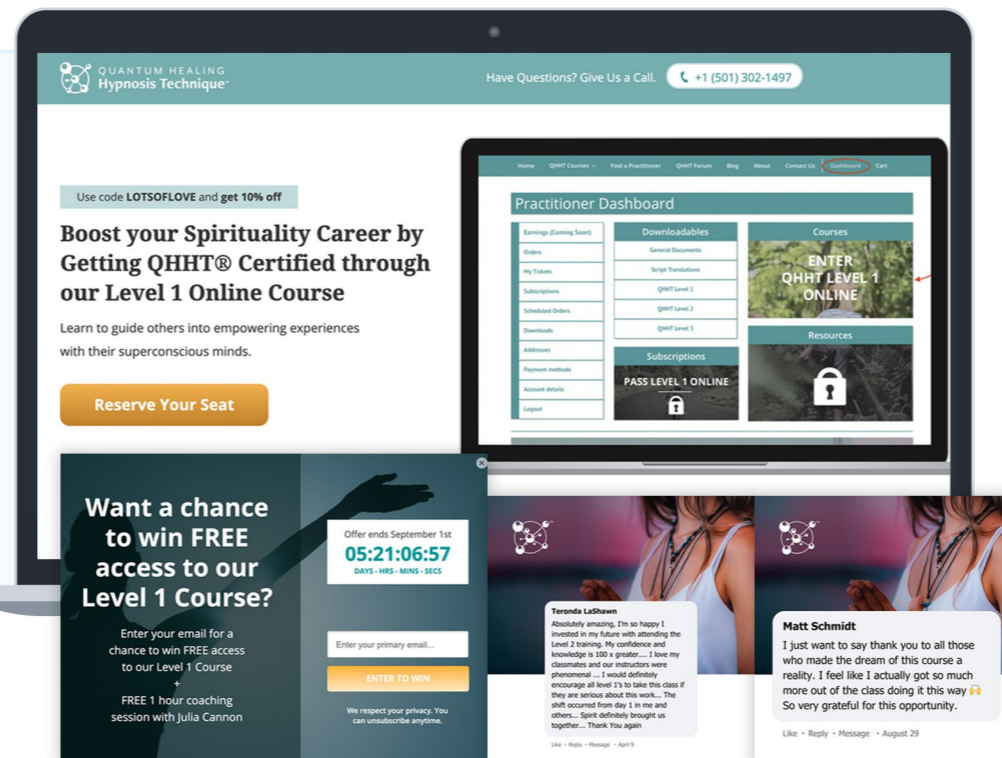 QUANTUM HEALING
Hypnosis Technique™
Have Questions? Give Us a Call.
+1 (501) 302-1497
Use code LOTSOFLOVE and get 10% off
Boost your Spirituality Career by
Getting QHHT® Certified through
our Level 1 Online Course
Learn to guide others into empowering experiences
with their superconscious minds.
Reserve Your Seat
Home
QHHT Courses
Find a Practitioner
QHHT Forum
Blog
About
Contact Us
Dashboard
Cart
Practitioner Dashboard
Earnings (Coming Soon)
Orders
My Tickets
Subscriptions
Scheduled Orders
Downloads
Addresses
Payment methods
Account details
Logout
Downloadables
General Documents
Script Translations
QHHT Level 1
QHHT Level 2
QHHT Level 3
Subscriptions
PASS LEVEL 1 ONLINE
Courses
ENTER
QHHT LEVEL 1
ONLINE
Resources
Want a chance
to win FREE
access to our
Level 1 Course?
Enter your email for a
chance to win FREE access
to our Level 1 Course
+
FREE 1 hour coaching
session with Julia Cannon
Offer ends September 1st
05:21:06:57
DAYS - HRS - MINS - SECS
Enter your primary email...
ENTER TO WIN
We respect your privacy. You
can unsubscribe anytime.
Teronda LaShawn
Absolutely amazing, I'm so happy I
invested in my future with attending the
Level 2 training. My confidence and
knowledge is 100 x greater.... I love my
classmates and our instructors were
phenomenal ... I would definitely
encourage all level 1's to take this class if
they are serious about this work... The
shift occurred from day 1 in me and
others... Spirit definitely brought us
together... Thank You again
Like • Reply • Message • April 9
Matt Schmidt
I just want to say thank you to all those
who made the dream of this course a
reality. I feel like I actually got so much
more out of the class doing it this way 🙌
So very grateful for this opportunity.
Like • Reply • Message • August 29